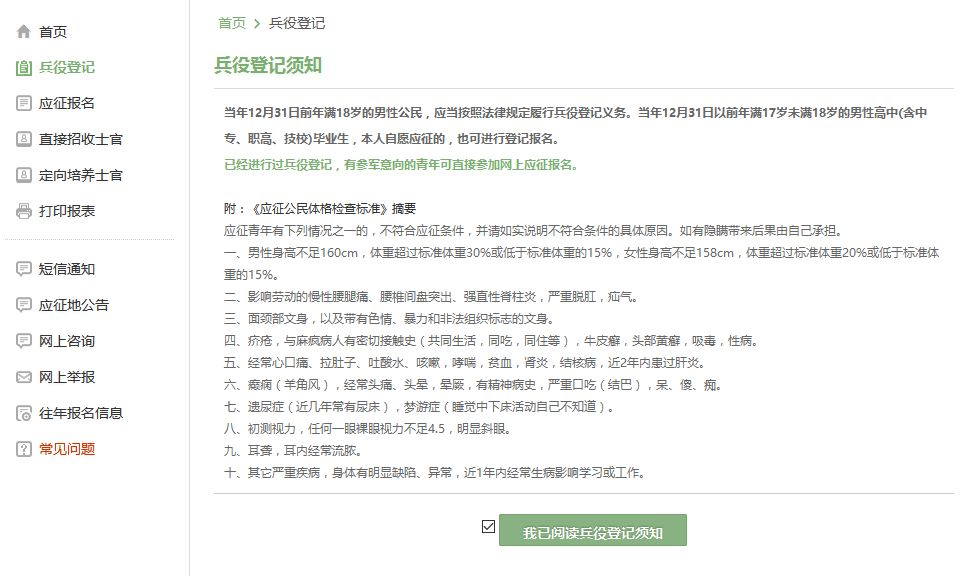 首页
兵役登记
应征报名
直接招收士官
定向培养士官
打印报表
短信通知
应征地公告
网上咨询
网上举报
往年报名信息
常见问题
首页 > 兵役登记
兵役登记须知
当年12月31日前年满18岁的男性公民，应当按照法律规定履行兵役登记义务。当年12月31日以前年满17岁未满18岁的男性高中(含中
专、职高、技校)毕业生，本人自愿应征的，也可进行登记报名。
已经进行过兵役登记，有参军意向的青年可直接参加网上应征报名。
附：《应征公民体格检查标准》摘要
应征青年有下列情况之一的，不符合应征条件，并请如实说明不符合条件的具体原因。如有隐瞒带来后果由自己承担。
一、男性身高不足160cm，体重超过标准体重30%或低于标准体重的15%，女性身高不足158cm，体重超过标准体重20%或低于标准体
重的15%。
二、影响劳动的慢性腰腿痛、腰椎间盘突出、强直性脊柱炎，严重脱肛，疝气。
三、面颈部文身，以及带有色情、暴力和非法组织标志的文身。
四、疥疮，与麻疯病人有密切接触史（共同生活，同吃，同住等），牛皮癣，头部黄癣，吸毒，性病。
五、经常心口痛、拉肚子、吐酸水、咳嗽，哮喘，贫血，肾炎，结核病，近2年内患过肝炎。
六、癫痫（羊角风），经常头痛、头晕，晕厥，有精神病史，严重口吃（结巴），呆、傻、痴。
七、遗尿症（近几年常有尿床），梦游症（睡觉中下床活动自己不知道）。
八、初测视力，任何一眼裸眼视力不足4.5，明显斜眼。
九、耳聋，耳内经常流脓。
十、其它严重疾病，身体有明显缺陷、异常，近1年内经常生病影响学习或工作。
我已阅读兵役登记须知